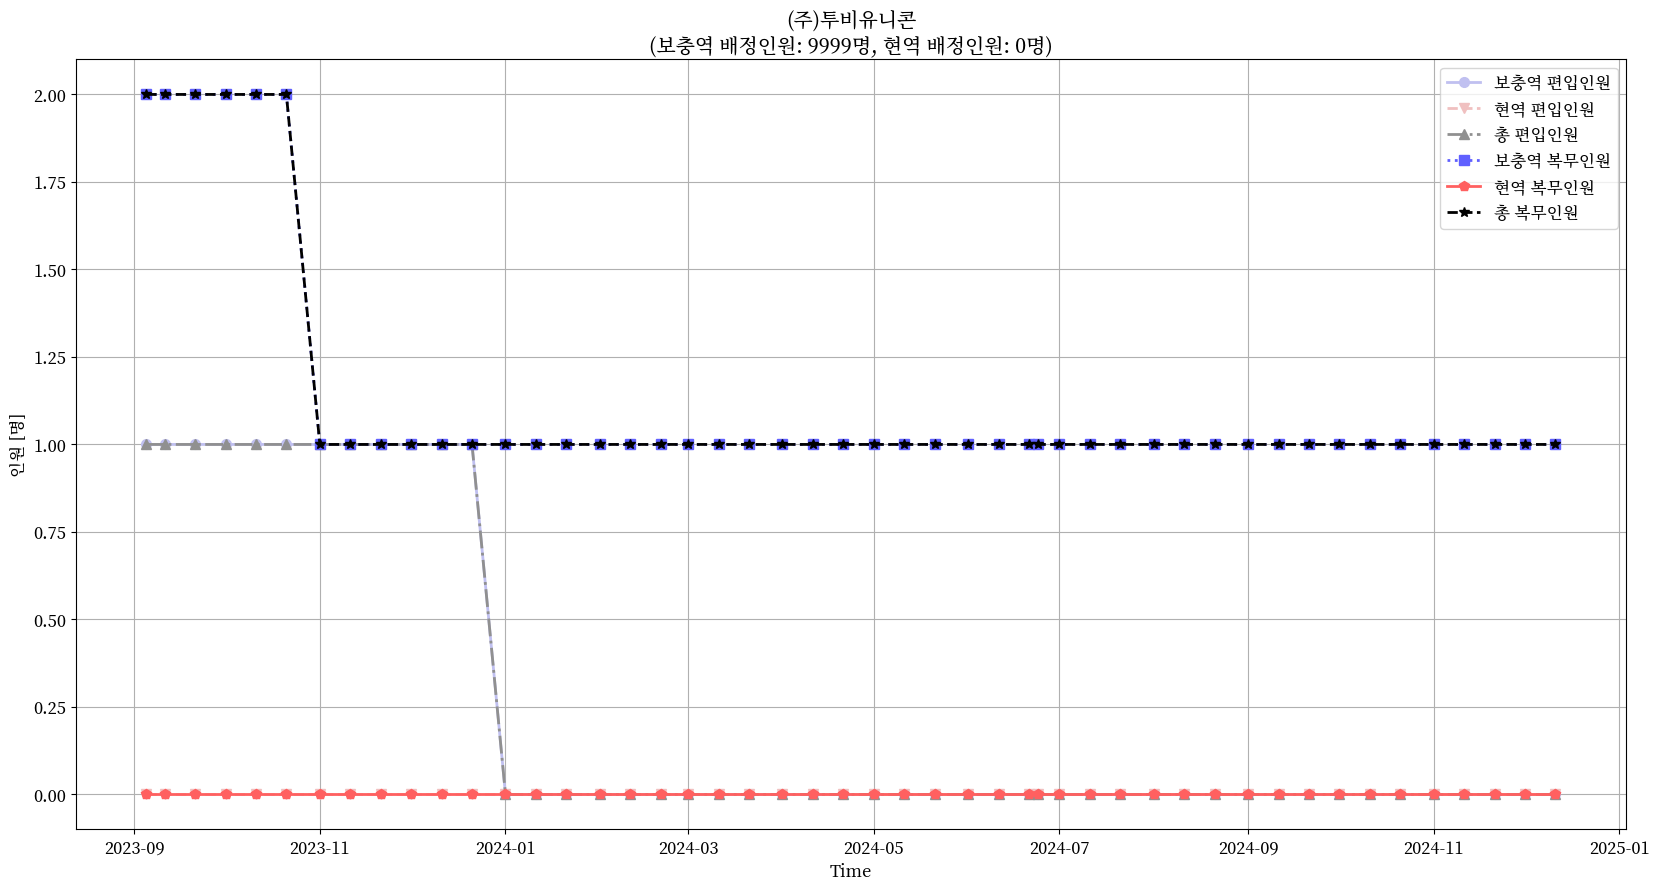 (주)투비유니콘
(보충역 배정인원: 9999명, 현역 배정인원: 0명)
보충역 편입인원
현역 편입인원
총 편입인원
보충역 복무인원
현역 복무인원
총 복무인원
인원 [명]
2.00
1.75
1.50
1.25
1.00
0.75
0.50
0.25
0.00
2023-09
2023-11
2024-01
2024-03
2024-05
2024-07
2024-09
2024-11
2025-01
Time